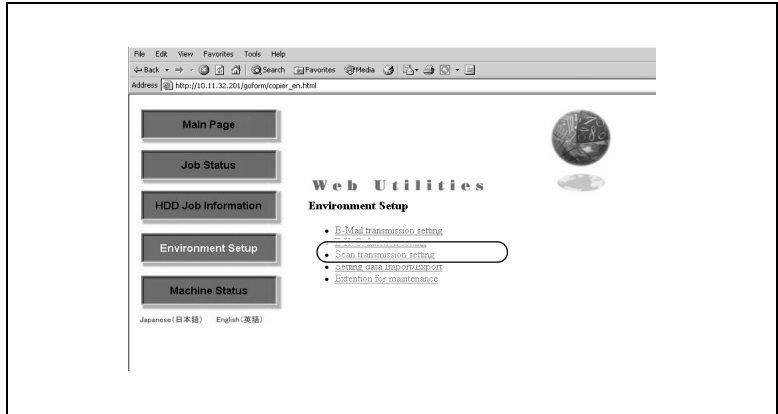 File Edit View Favorites Tools Help
Back Search Favorites Media
Address http://10.11.32.201/goform/copier_en.html
Main Page
Job Status
HDD Job Information
Environment Setup
Machine Status
Japanese(日本語) English(英語)
Web Utilities
Environment Setup
E-Mail transmission setting
Scan transmission setting
Setting data Import/Export
Extention for maintenance